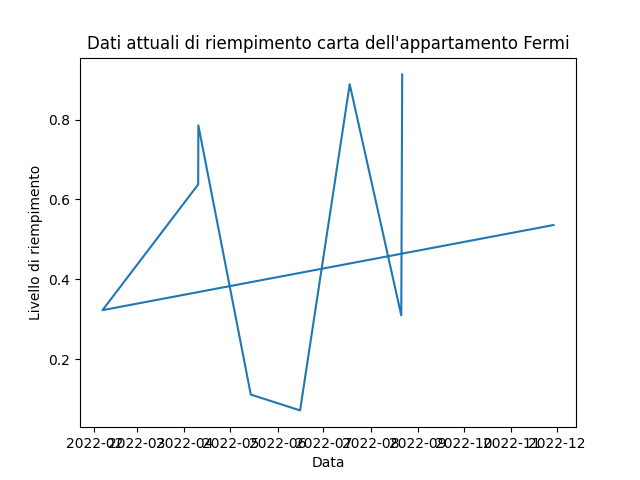 Dati attuali di riempimento carta dell'appartamento Fermi
Livello di riempimento
0.8
0.6
0.4
0.2
2022-02 2022-03 2022-04 2022-05 2022-06 2022-07 2022-08 2022-09 2022-10 2022-11 2022-12
Data